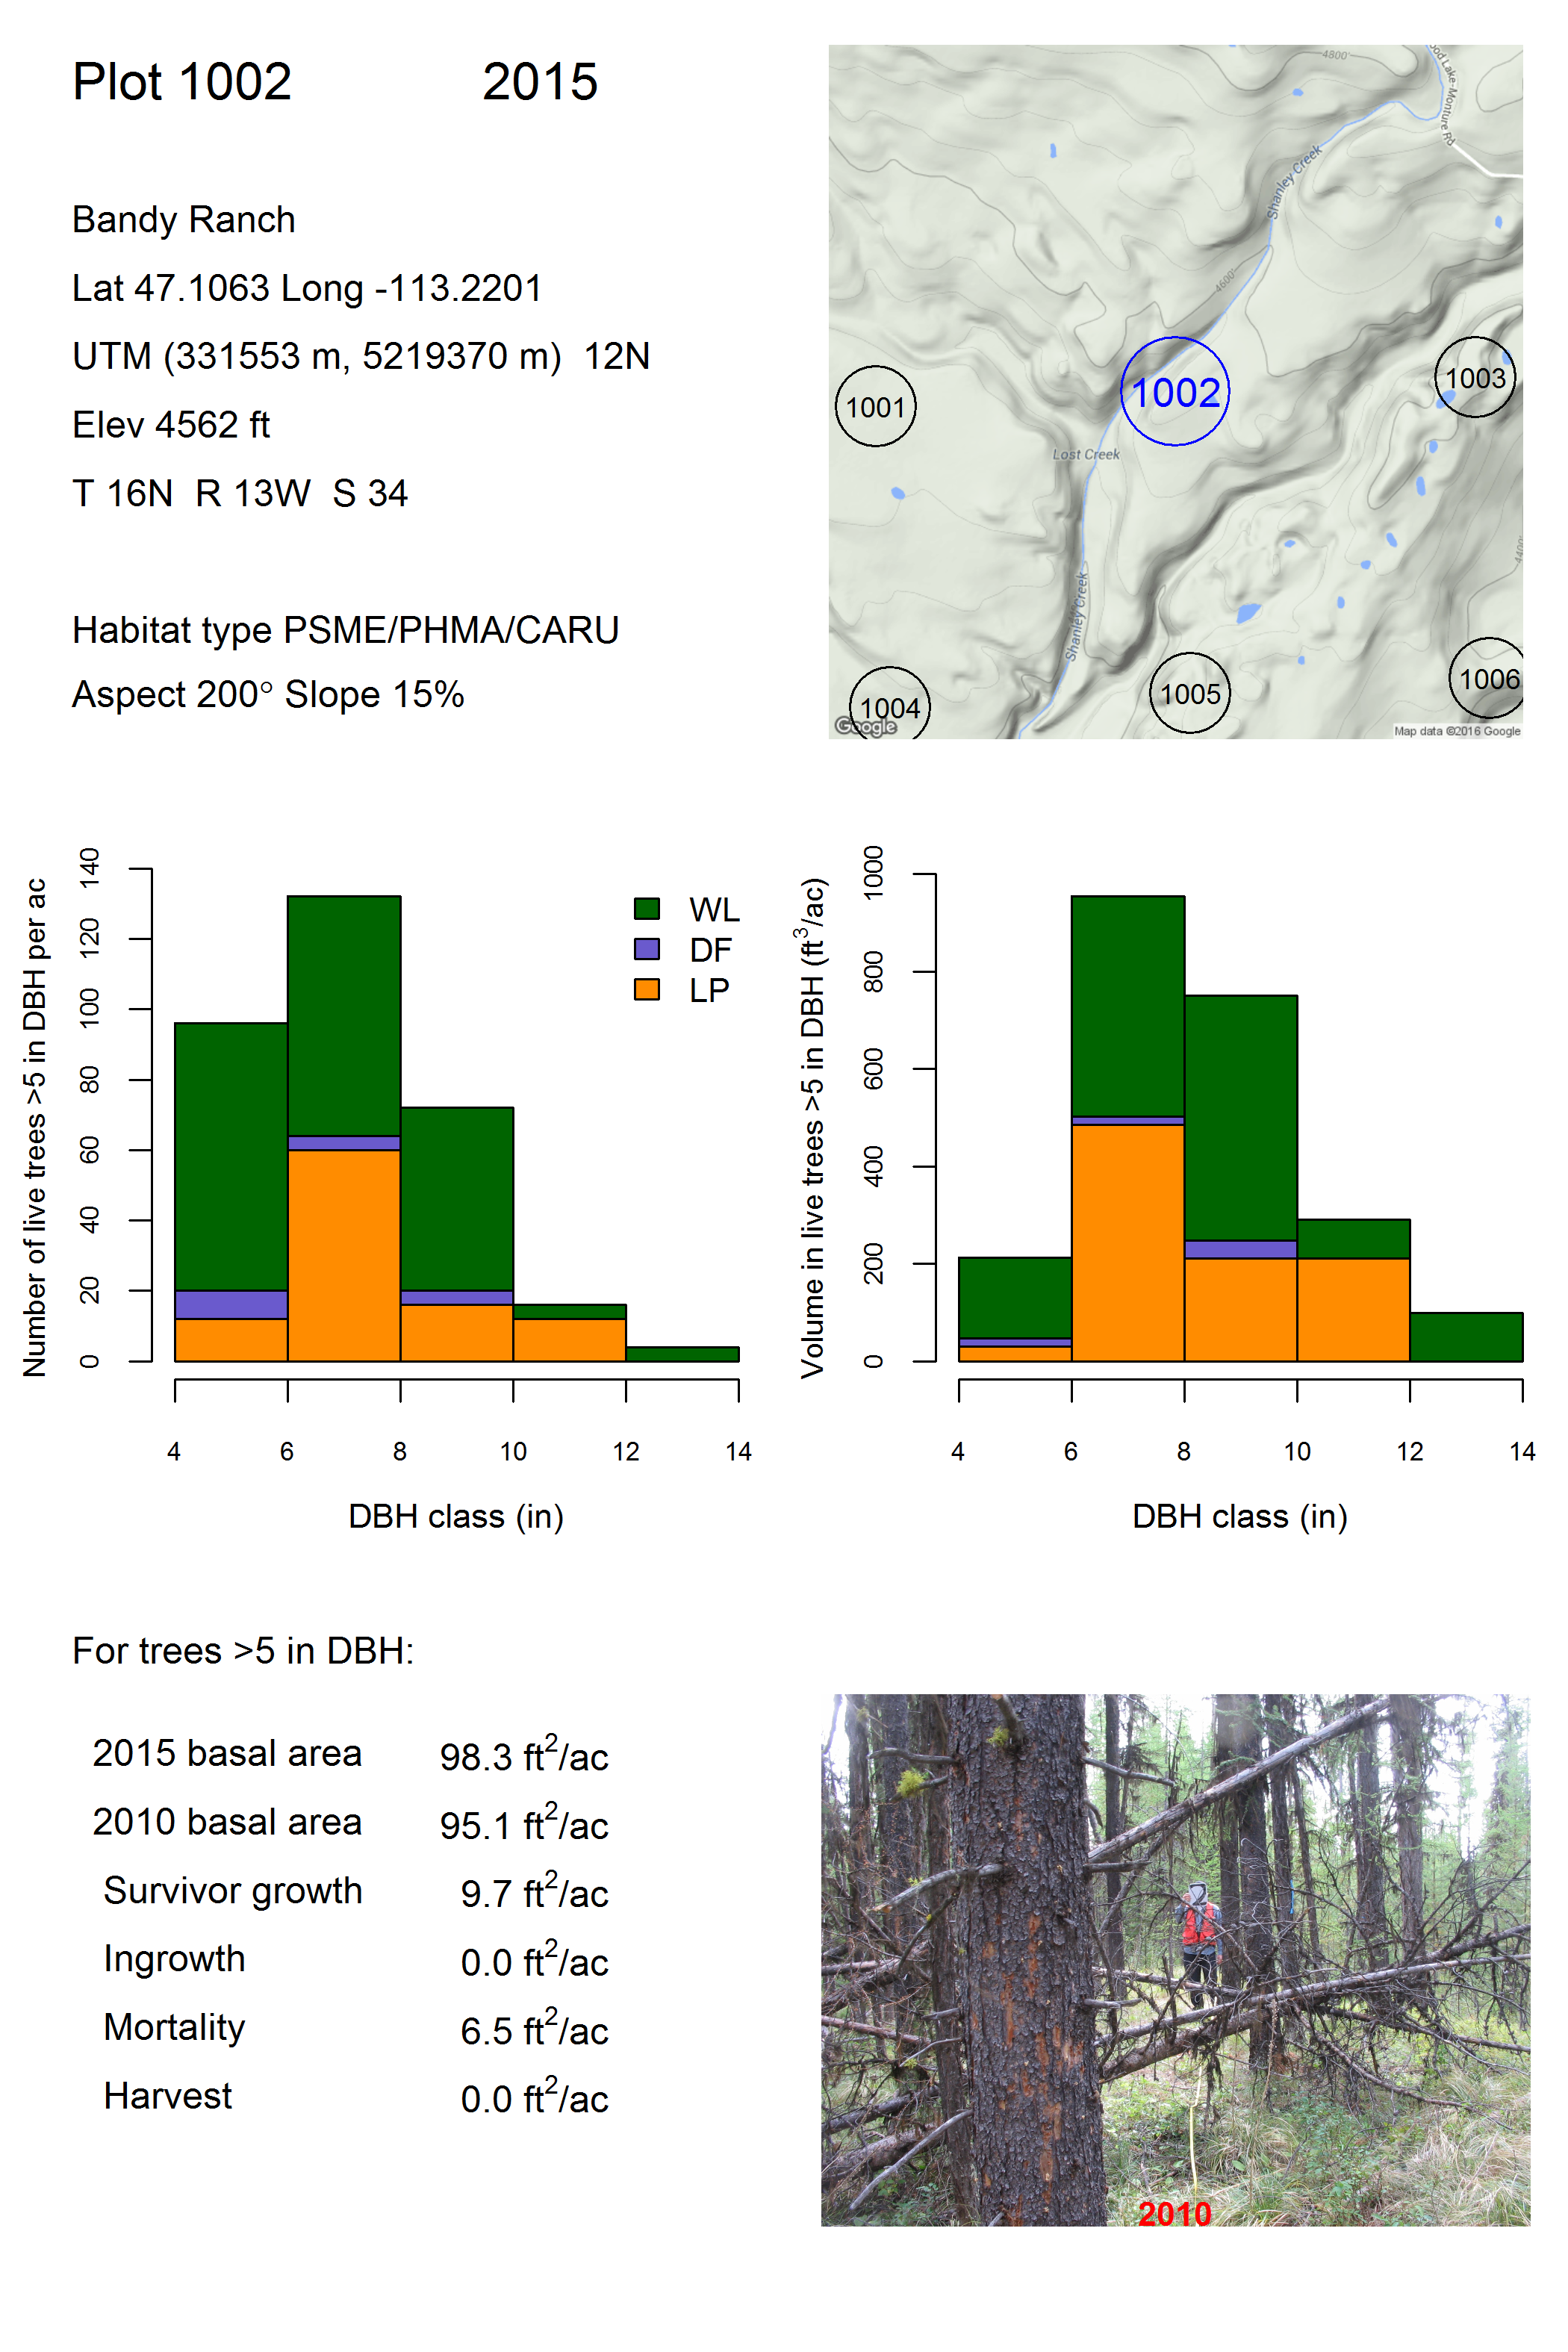 Plot 1002 2015
Bandy Ranch
Lat 47.1063 Long -113.2201
UTM (331553 m, 5219370 m) 12N
Elev 4562 ft
T 16N R 13W S 34
Habitat type PSME/PHMA/CARU
Aspect 200° Slope 15%
4800'
ood Lake-Monture Rd
Shanley Creek
4600'
1001
1002
1003
Lost Creek
4400'
Shanley Creek
1004
1005
1006
Google
Map data ©2016 Google
Number of live trees >5 in DBH per ac
0 20 40 60 80 100 120 140
WL
DF
LP
4 6 8 10 12 14
DBH class (in)
Volume in live trees >5 in DBH (ft³/ac)
0 200 400 600 800 1000
4 6 8 10 12 14
DBH class (in)
For trees >5 in DBH:
2015 basal area 98.3 ft²/ac
2010 basal area 95.1 ft²/ac
Survivor growth 9.7 ft²/ac
Ingrowth 0.0 ft²/ac
Mortality 6.5 ft²/ac
Harvest 0.0 ft²/ac
2010